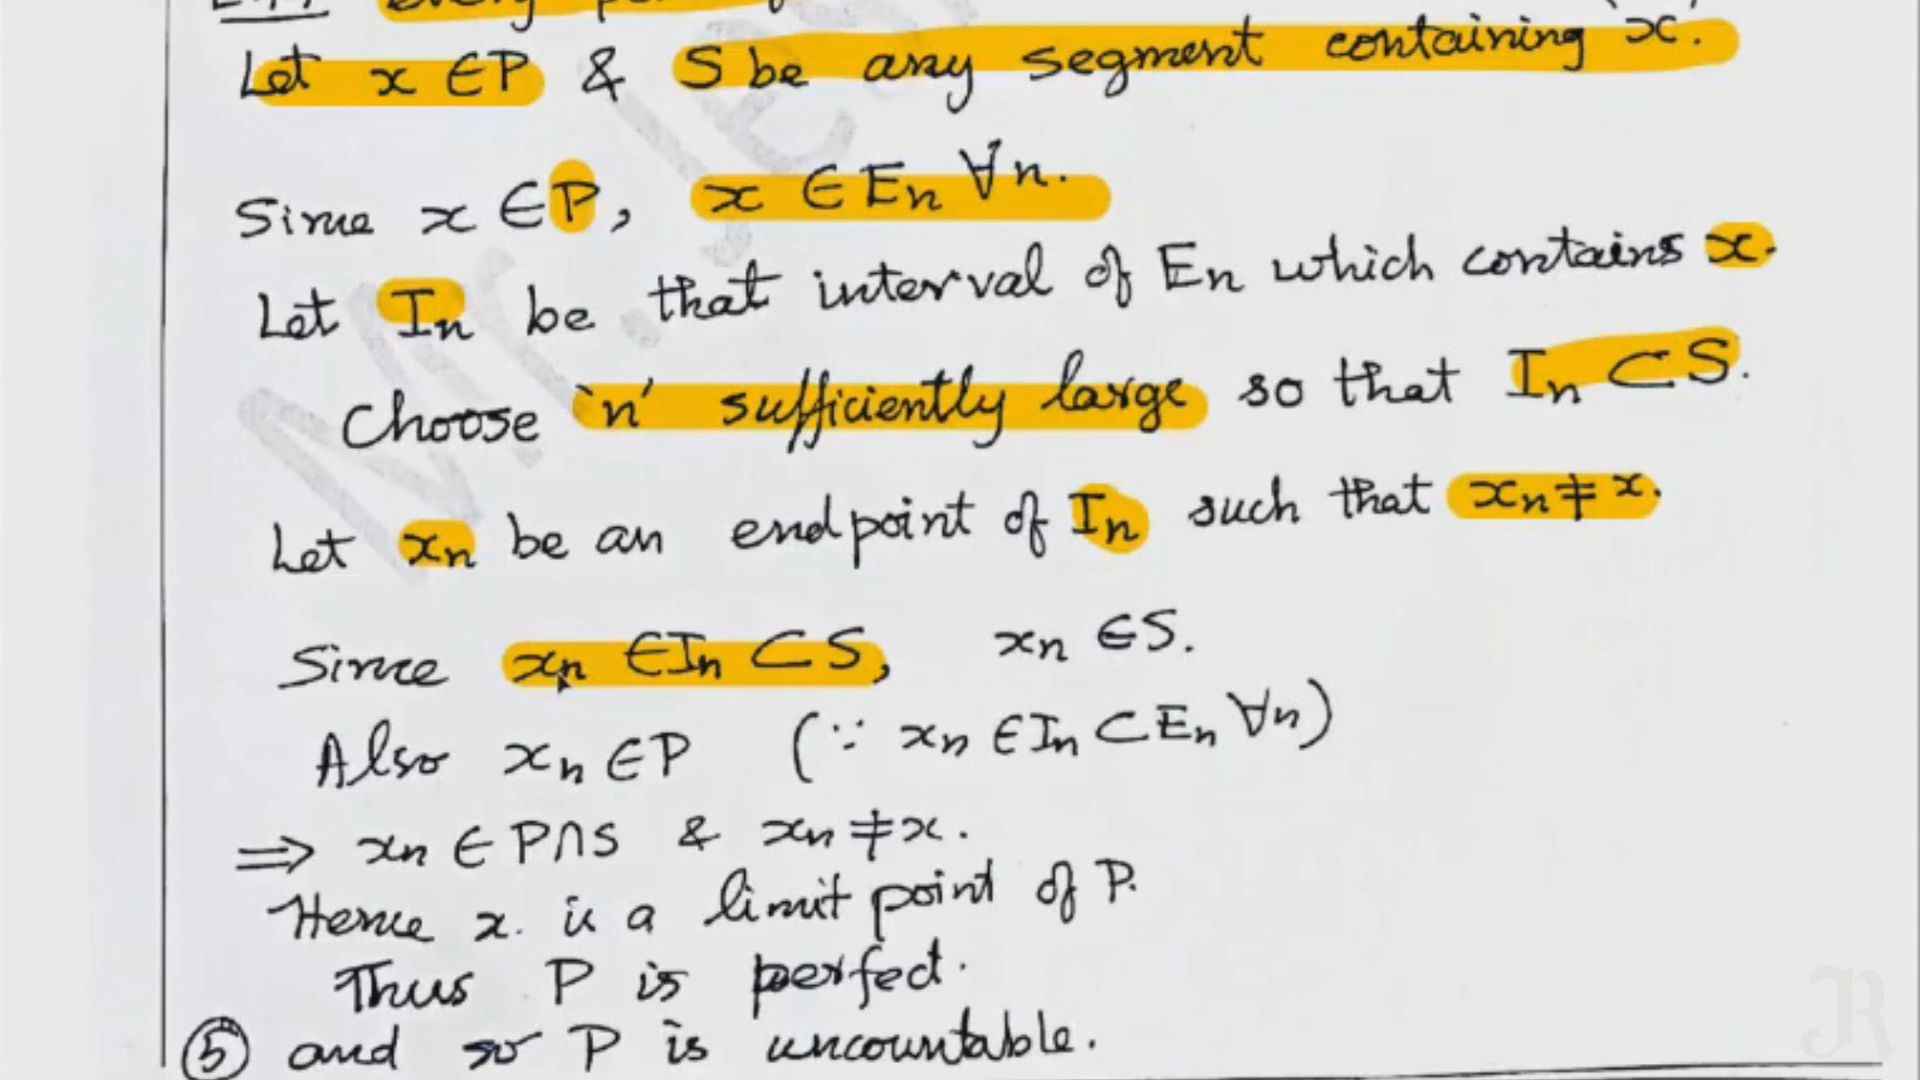 every
Let x ∈ P & S be any segment containing 'x'.
Since x ∈ P, x ∈ En ∀n.
Let In be that interval of En which contains x.
Choose 'n' sufficiently large so that In ⊂ S.
Let xn be an endpoint of In such that xn ≠ x.
Since xn ∈ In ⊂ S, xn ∈ S.
Also xn ∈ P (∵ xn ∈ In ⊂ En ∀n)
⇒ xn ∈ P∩S & xn ≠ x.
Hence x. is a limit point of P.
Thus P is perfect.
⑤ and so P is uncountable.
R